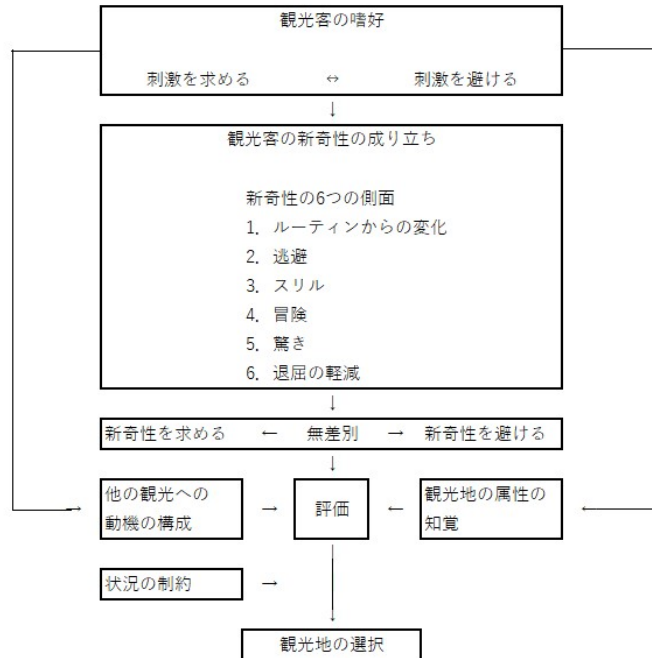 観光客の嗜好
刺激を求める ↔ 刺激を避ける
↓
観光客の新奇性の成り立ち
新奇性の6つの側面
1. ルーティンからの変化
2. 逃避
3. スリル
4. 冒険
5. 驚き
6. 退屈の軽減
↓
新奇性を求める ← 無差別 → 新奇性を避ける
↓
→ 他の観光への
動機の構成 → 評価 ← 観光地の属性の
知覚 ←
状況の制約 →
↓
観光地の選択